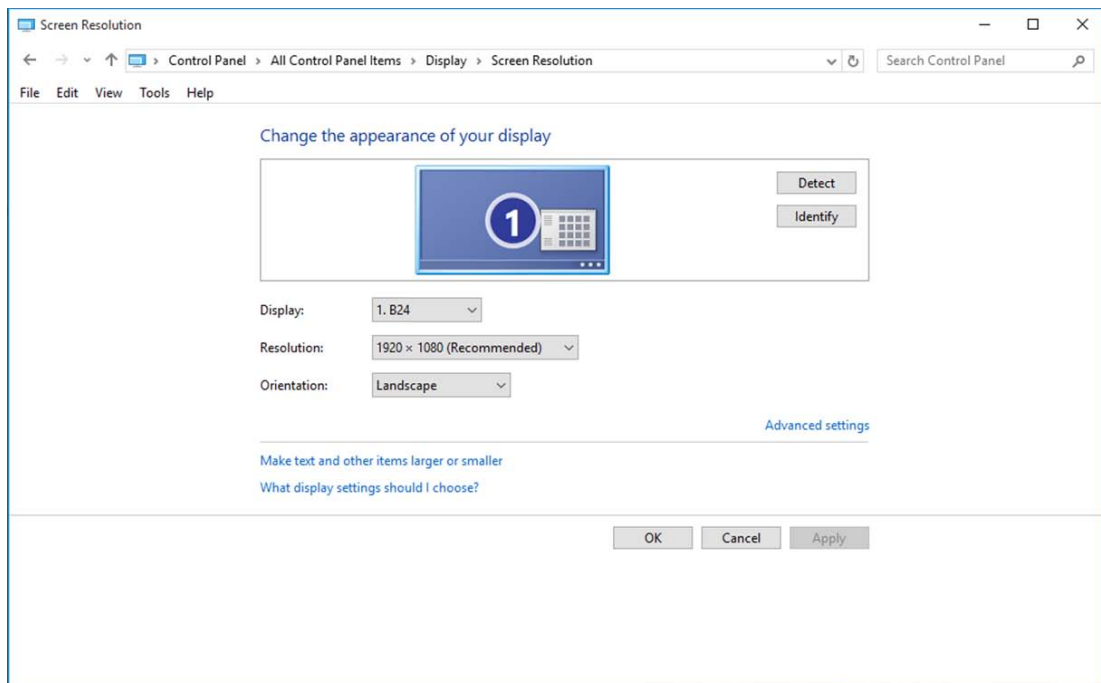 Screen Resolution
Control Panel > All Control Panel Items > Display > Screen Resolution
Search Control Panel
File Edit View Tools Help
Change the appearance of your display
1
Detect
Identify
Display: 1. B24
Resolution: 1920 × 1080 (Recommended)
Orientation: Landscape
Advanced settings
Make text and other items larger or smaller
What display settings should I choose?
OK Cancel Apply